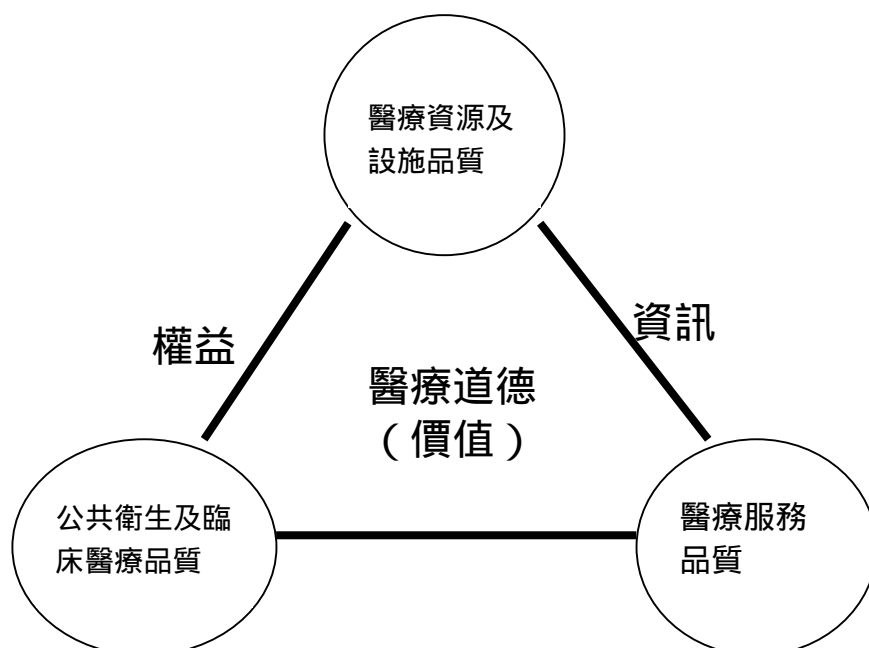 醫療資源及
設施品質
權益
資訊
醫療道德
（價值）
公共衛生及臨
床醫療品質
醫療服務
品質